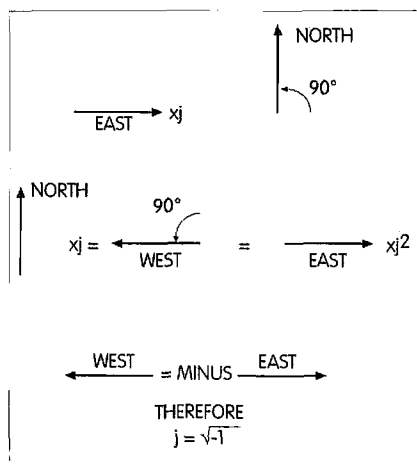 NORTH
90°
EAST xj
NORTH
90°
xj = WEST = EAST xj²
WEST = MINUS EAST
THEREFORE
j = √-1